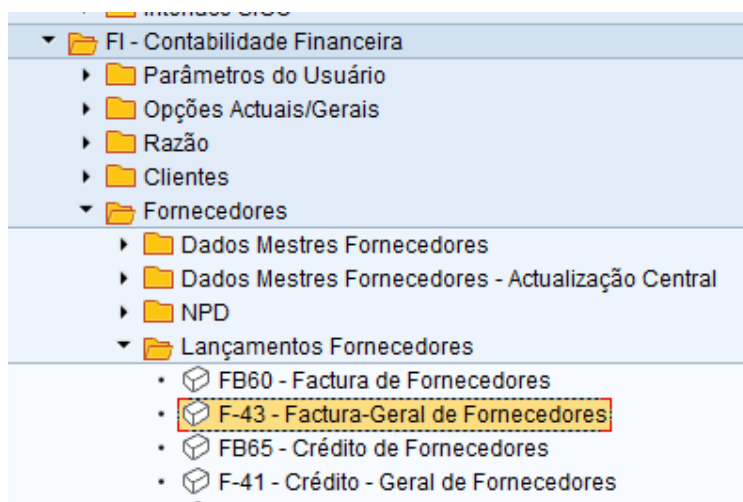 FI - Contabilidade Financeira
Parâmetros do Usuário
Opções Actuais/Gerais
Razão
Clientes
Fornecedores
Dados Mestres Fornecedores
Dados Mestres Fornecedores - Actualização Central
NPD
Lançamentos Fornecedores
FB60 - Factura de Fornecedores
F-43 - Factura-Geral de Fornecedores
FB65 - Crédito de Fornecedores
F-41 - Crédito - Geral de Fornecedores